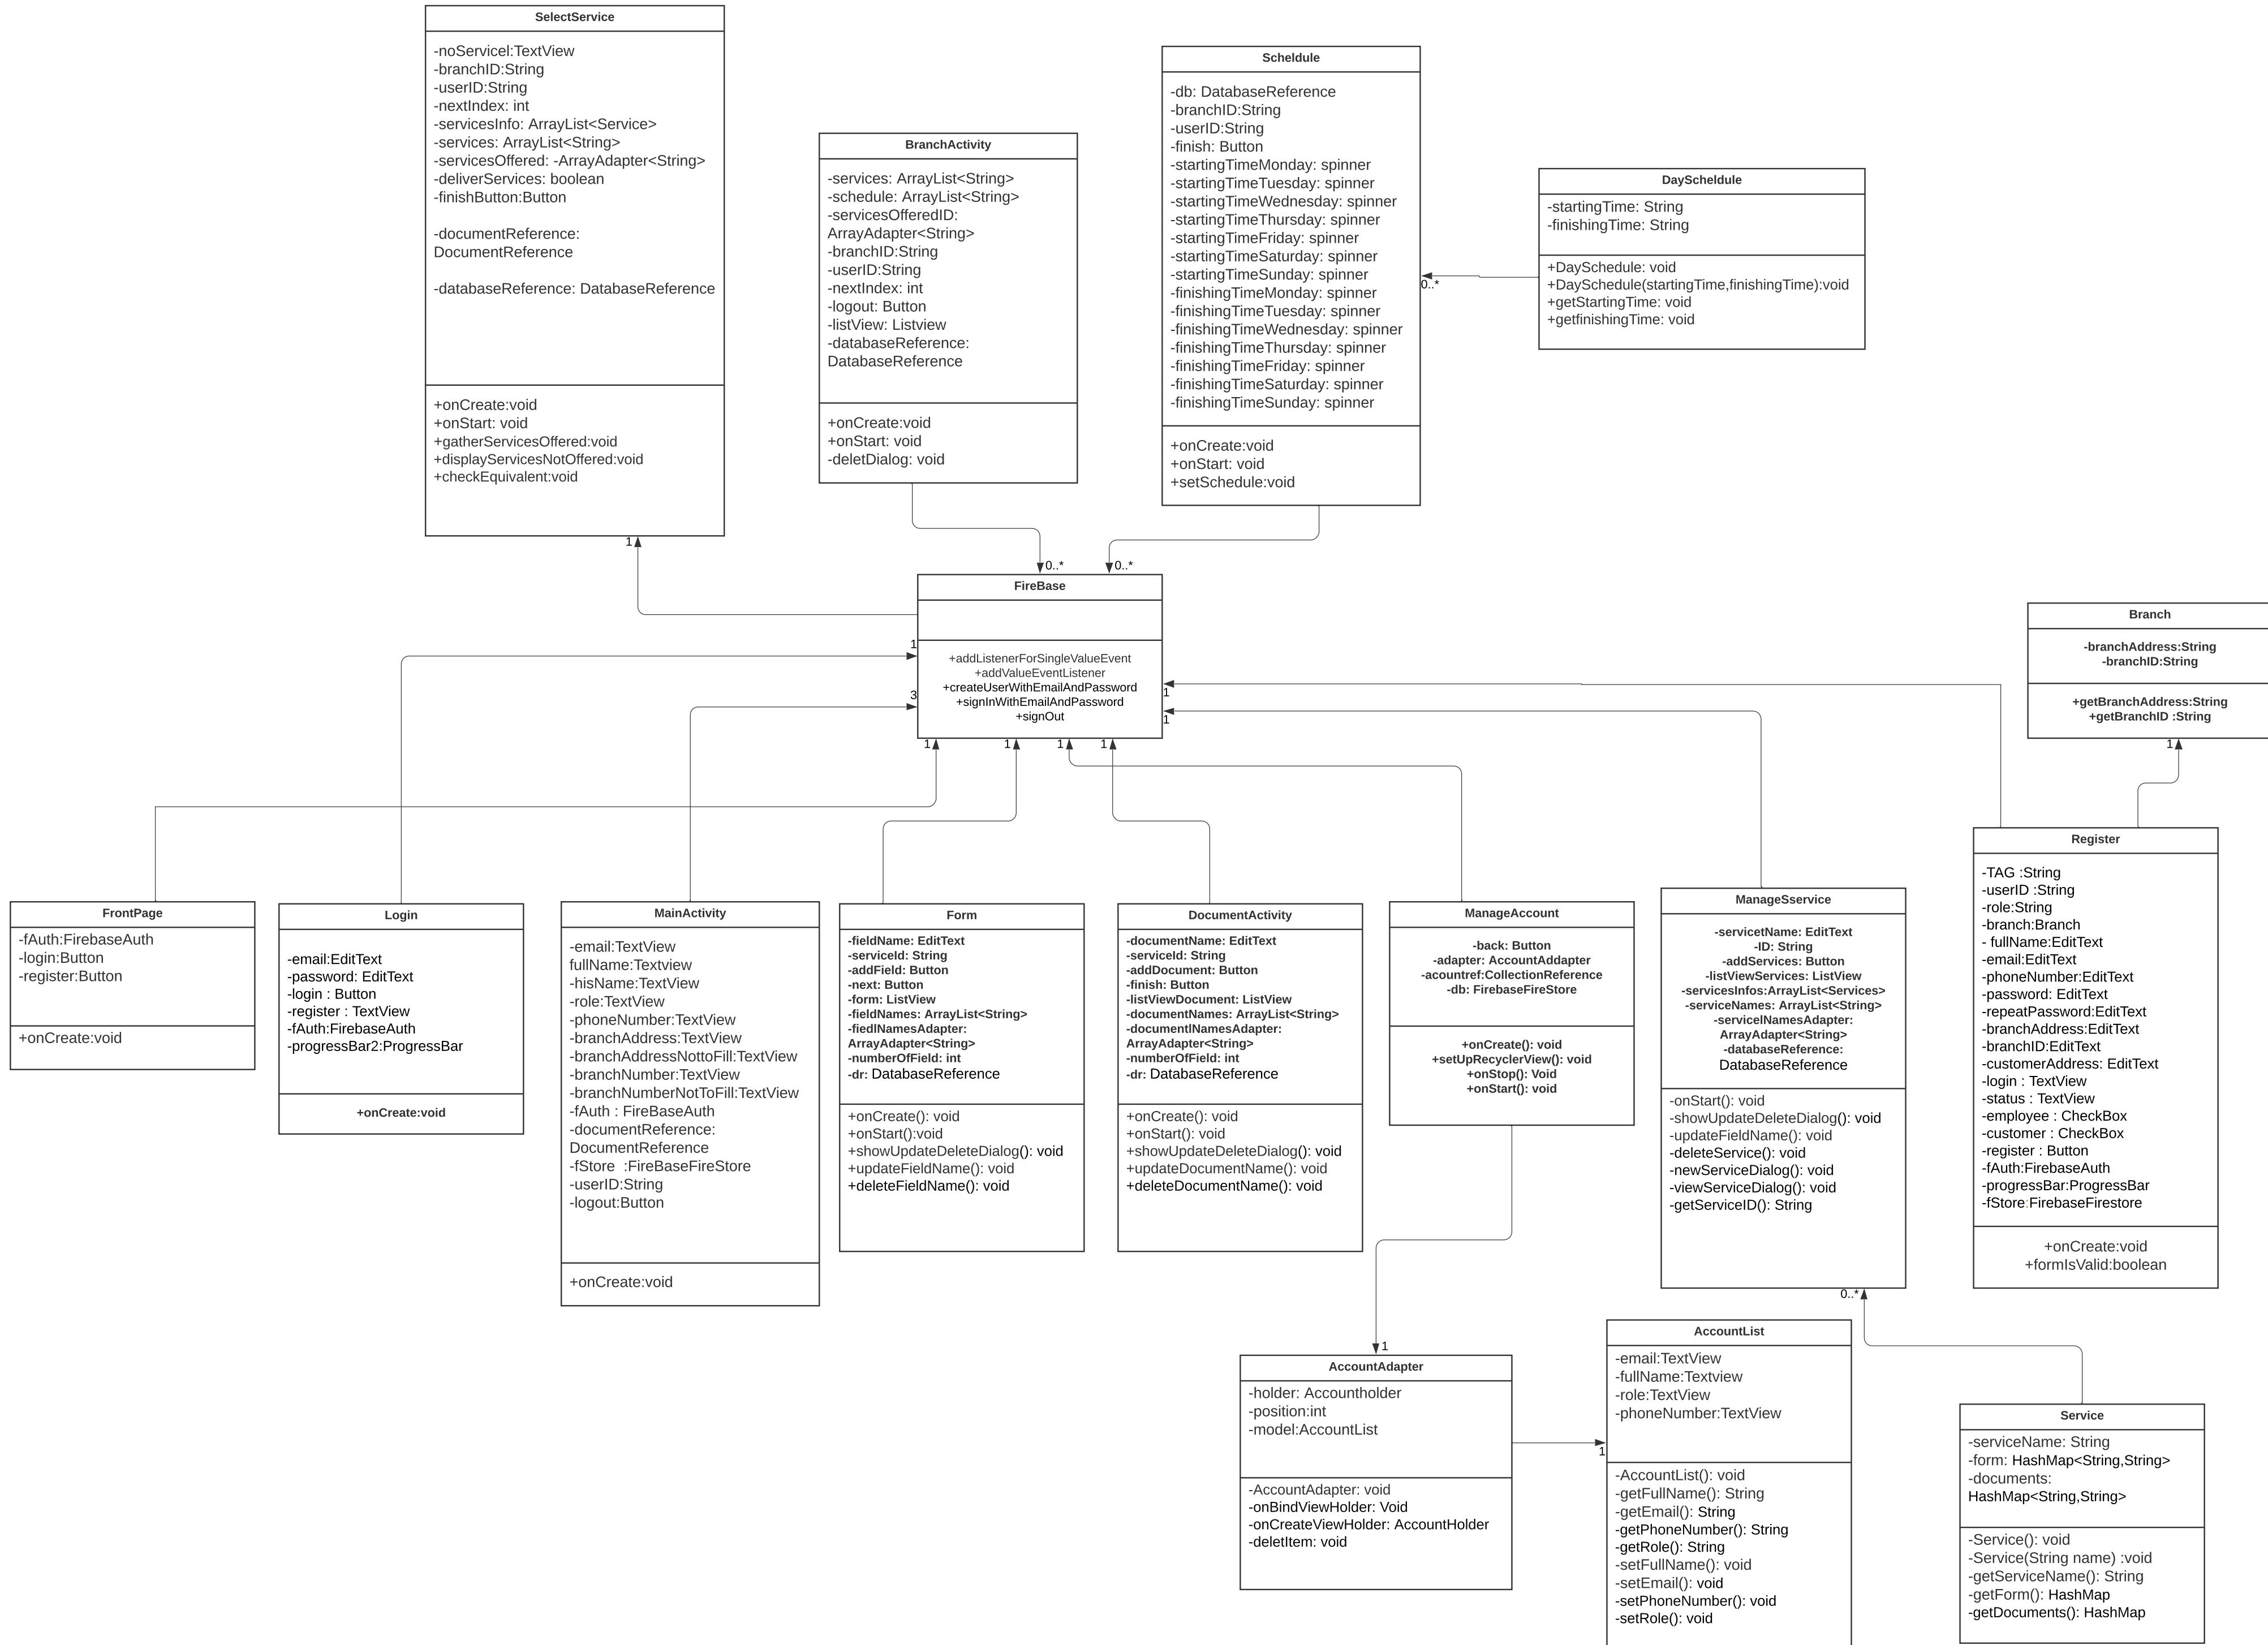 SelectService
-noServicel:TextView
-branchID:String
-userID:String
-nextIndex: int
-servicesInfo: ArrayList<Service>
-services: ArrayList<String>
-servicesOffered: -ArrayAdapter<String>
-deliverServices: boolean
-finishButton:Button
-documentReference:
DocumentReference
-databaseReference: DatabaseReference
+onCreate:void
+onStart: void
+gatherServicesOffered:void
+displayServicesNotOffered:void
+checkEquivalent:void
1
BranchActivity
-services: ArrayList<String>
-schedule: ArrayList<String>
-servicesOfferedID:
ArrayAdapter<String>
-branchID:String
-userID:String
-nextIndex: int
-logout: Button
-listView: Listview
-databaseReference:
DatabaseReference
+onCreate:void
+onStart: void
-deletDialog: void
0..*
Scheldule
-db: DatabaseReference
-branchID:String
-userID:String
-finish: Button
-startingTimeMonday: spinner
-startingTimeTuesday: spinner
-startingTimeWednesday: spinner
-startingTimeThursday: spinner
-startingTimeFriday: spinner
-startingTimeSaturday: spinner
-startingTimeSunday: spinner
-finishingTimeMonday: spinner
-finishingTimeTuesday: spinner
-finishingTimeWednesday: spinner
-finishingTimeThursday: spinner
-finishingTimeFriday: spinner
-finishingTimeSaturday: spinner
-finishingTimeSunday: spinner
+onCreate:void
+onStart: void
+setSchedule:void
0..*
0..*
DayScheldule
-startingTime: String
-finishingTime: String
+DaySchedule: void
+DaySchedule(startingTime,finishingTime):void
+getStartingTime: void
+getfinishingTime: void
FireBase
+addListenerForSingleValueEvent
+addValueEventListener
+createUserWithEmailAndPassword
+signInWithEmailAndPassword
+signOut
1
3
1
1
1
1
1
1
Branch
-branchAddress:String
-branchID:String
+getBranchAddress:String
+getBranchID :String
1
FrontPage
-fAuth:FirebaseAuth
-login:Button
-register:Button
+onCreate:void
Login
-email:EditText
-password: EditText
-login : Button
-register : TextView
-fAuth:FirebaseAuth
-progressBar2:ProgressBar
+onCreate:void
MainActivity
-email:TextView
fullName:Textview
-hisName:TextView
-role:TextView
-phoneNumber:TextView
-branchAddress:TextView
-branchAddressNottoFill:TextView
-branchNumber:TextView
-branchNumberNotToFill:TextView
-fAuth : FireBaseAuth
-documentReference:
DocumentReference
-fStore  :FireBaseFireStore
-userID:String
-logout:Button
+onCreate:void
Form
-fieldName: EditText
-serviceId: String
-addField: Button
-next: Button
-form: ListView
-fieldNames: ArrayList<String>
-fiedlNamesAdapter:
ArrayAdapter<String>
-numberOfField: int
-dr: DatabaseReference
+onCreate(): void
+onStart():void
+showUpdateDeleteDialog(): void
+updateFieldName(): void
+deleteFieldName(): void
DocumentActivity
-documentName: EditText
-serviceId: String
-addDocument: Button
-finish: Button
-listViewDocument: ListView
-documentNames: ArrayList<String>
-documentlNamesAdapter:
ArrayAdapter<String>
-numberOfField: int
-dr: DatabaseReference
+onCreate(): void
+onStart(): void
+showUpdateDeleteDialog(): void
+updateDocumentName(): void
+deleteDocumentName(): void
ManageAccount
-back: Button
-adapter: AccountAddapter
-acountref:CollectionReference
-db: FirebaseFireStore
+onCreate(): void
+setUpRecyclerView(): void
+onStop(): Void
+onStart(): void
ManageSservice
-servicetName: EditText
-ID: String
-addServices: Button
-listViewServices: ListView
-servicesInfos:ArrayList<Services>
-serviceNames: ArrayList<String>
-servicelNamesAdapter:
ArrayAdapter<String>
-databaseReference:
DatabaseReference
-onStart(): void
-showUpdateDeleteDialog(): void
-updateFieldName(): void
-deleteService(): void
-newServiceDialog(): void
-viewServiceDialog(): void
-getServiceID(): String
0..*
Register
-TAG :String
-userID :String
-role:String
-branch:Branch
- fullName:EditText
-email:EditText
-phoneNumber:EditText
-password: EditText
-repeatPassword:EditText
-branchAddress:EditText
-branchID:EditText
-customerAddress: EditText
-login : TextView
-status : TextView
-employee : CheckBox
-customer : CheckBox
-register : Button
-fAuth:FirebaseAuth
-progressBar:ProgressBar
-fStore:FirebaseFirestore
+onCreate:void
+formIsValid:boolean
1
AccountAdapter
-holder: Accountholder
-position:int
-model:AccountList
-AccountAdapter: void
-onBindViewHolder: Void
-onCreateViewHolder: AccountHolder
-deletItem: void
1
AccountList
-email:TextView
-fullName:Textview
-role:TextView
-phoneNumber:TextView
-AccountList(): void
-getFullName(): String
-getEmail(): String
-getPhoneNumber(): String
-getRole(): String
-setFullName(): void
-setEmail(): void
-setPhoneNumber(): void
-setRole(): void
Service
-serviceName: String
-form: HashMap<String,String>
-documents:
HashMap<String,String>
-Service(): void
-Service(String name) :void
-getServiceName(): String
-getForm(): HashMap
-getDocuments(): HashMap